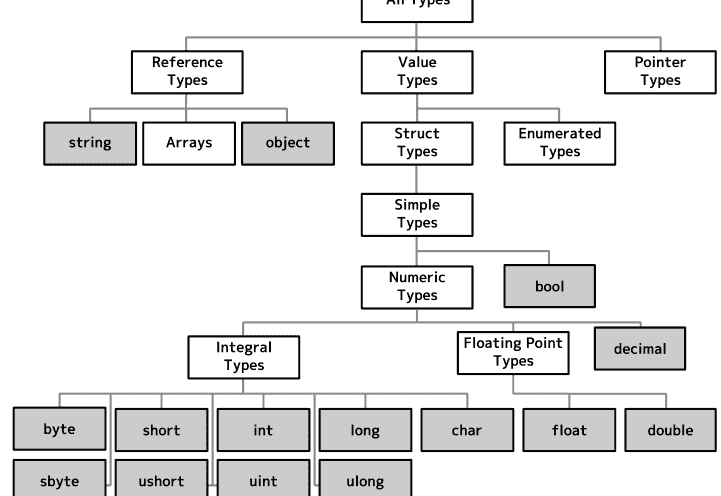 All Types
Reference
Types
Value
Types
Pointer
Types
string
Arrays
object
Struct
Types
Enumerated
Types
Simple
Types
Numeric
Types
bool
Integral
Types
Floating Point
Types
decimal
byte
short
int
long
char
float
double
sbyte
ushort
uint
ulong